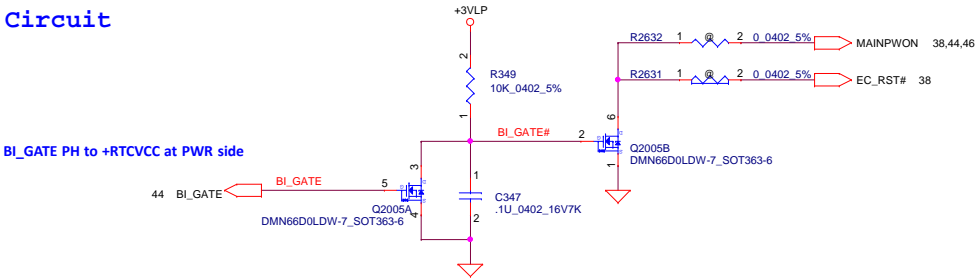 Circuit
+3VLP
2
R349
10K_0402_5%
1
R2632 1 @ 2 0_0402_5% MAINPWON 38,44,46
R2631 1 @ 2 0_0402_5% EC_RST# 38
BI_GATE PH to +RTCVCC at PWR side
BI_GATE# 2
6
1
Q2005B
DMN66D0LDW-7_SOT363-6
44 BI_GATE BI_GATE 5
3
4
Q2005A
DMN66D0LDW-7_SOT363-6
1
C347
.1U_0402_16V7K
2